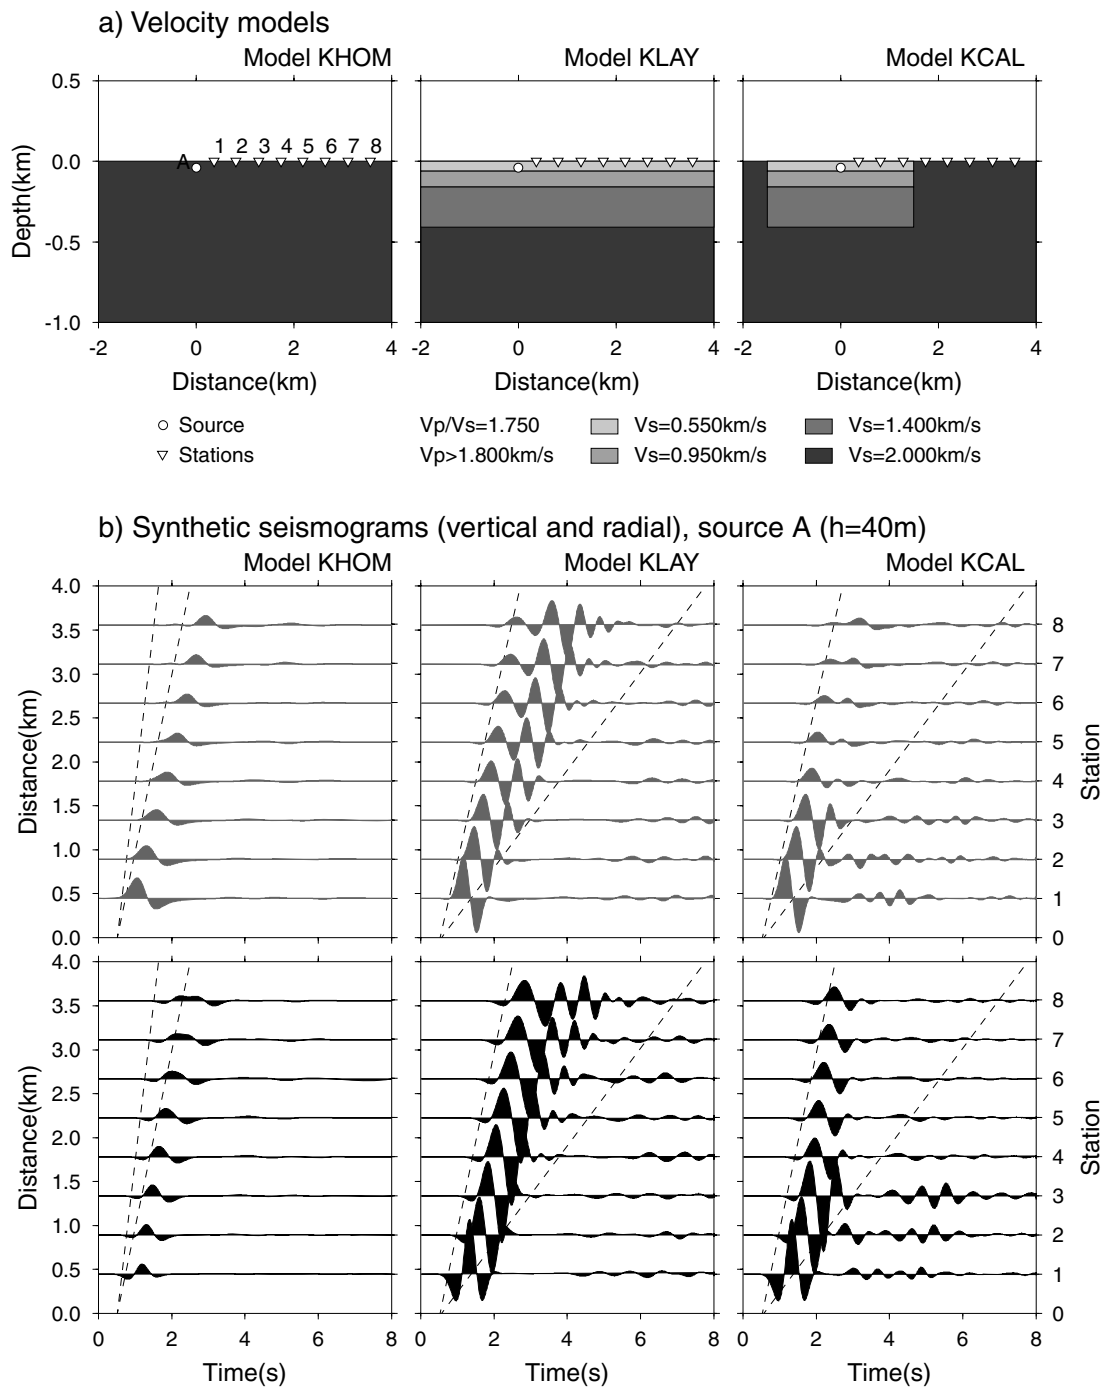 a) Velocity models
Model KHOM Model KLAY Model KCAL
0.5
0.0
-0.5
-1.0
Depth(km)
A 1 2 3 4 5 6 7 8
-2 0 2 4 -2 0 2 4 -2 0 2 4
Distance(km) Distance(km) Distance(km)
Source Vp/Vs=1.750 Vs=0.550km/s Vs=1.400km/s
Stations Vp>1.800km/s Vs=0.950km/s Vs=2.000km/s
b) Synthetic seismograms (vertical and radial), source A (h=40m)
Model KHOM Model KLAY Model KCAL
4.0
3.5 8
3.0 7
2.5 6
2.0 5
1.5 4
1.0 3
0.5 2
0.0 1
0
Distance(km)
Station
4.0
3.5 8
3.0 7
2.5 6
2.0 5
1.5 4
1.0 3
0.5 2
0.0 1
0
Distance(km)
Station
0 2 4 6 8 0 2 4 6 8 0 2 4 6 8
Time(s) Time(s) Time(s)